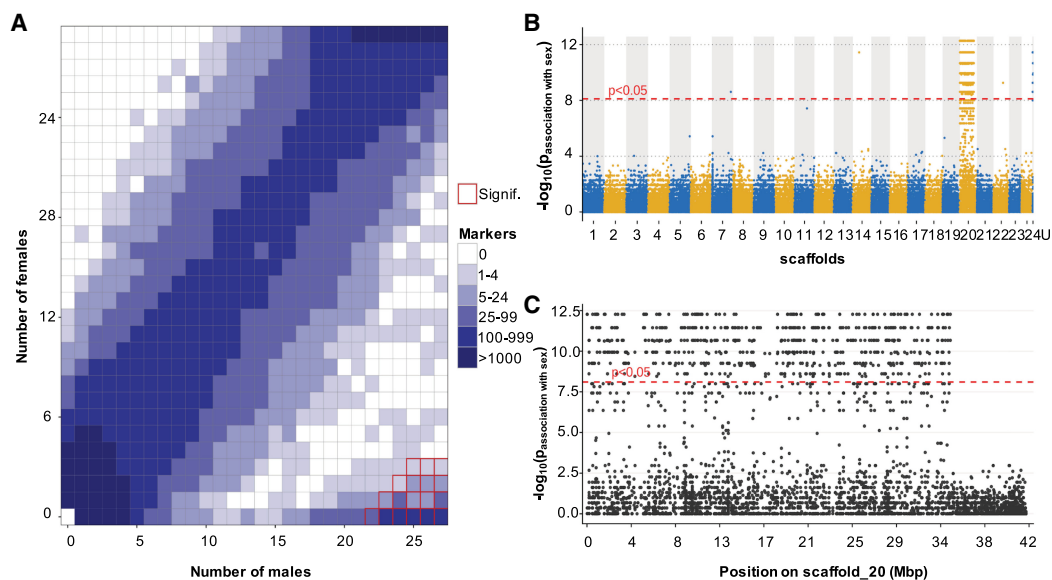 A
Number of females
24
28
12
6
0
0 5 10 15 20 25
Number of males
Signif.
Markers
0
1-4
5-24
25-99
100-999
>1000
B
-log10(passociation with sex)
12
8
4
0
p<0.05
1 2 3 4 5 6 7 8 9 10 11 12 13 14 15 16 17 18 19 20 21 22 23 24U
scaffolds
C
-log10(passociation with sex)
12.5
10.0
7.5
5.0
2.5
0.0
p<0.05
0 4 8 13 17 21 25 29 34 38 42
Position on scaffold_20 (Mbp)